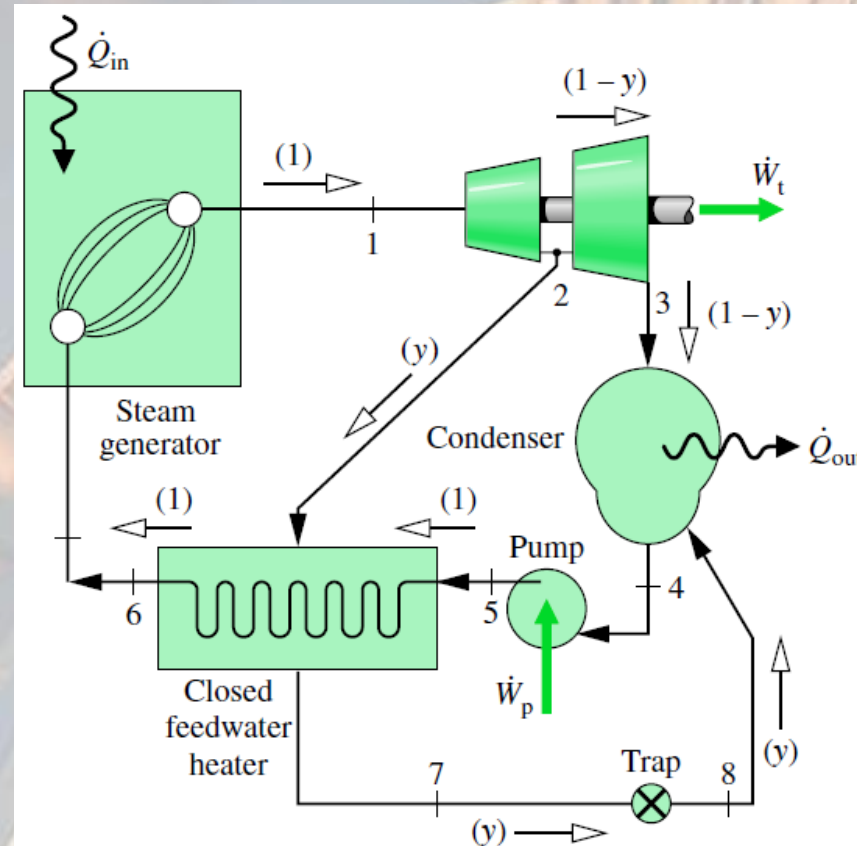 Q̇in
(1 – y)
(1)
Ẇt
1
2
3
(1 – y)
(y)
Steam
generator
Condenser
Q̇out
(1)
(1)
Pump
6
5
4
Closed
feedwater
heater
Ẇp
7
Trap
8
(y)
(y)